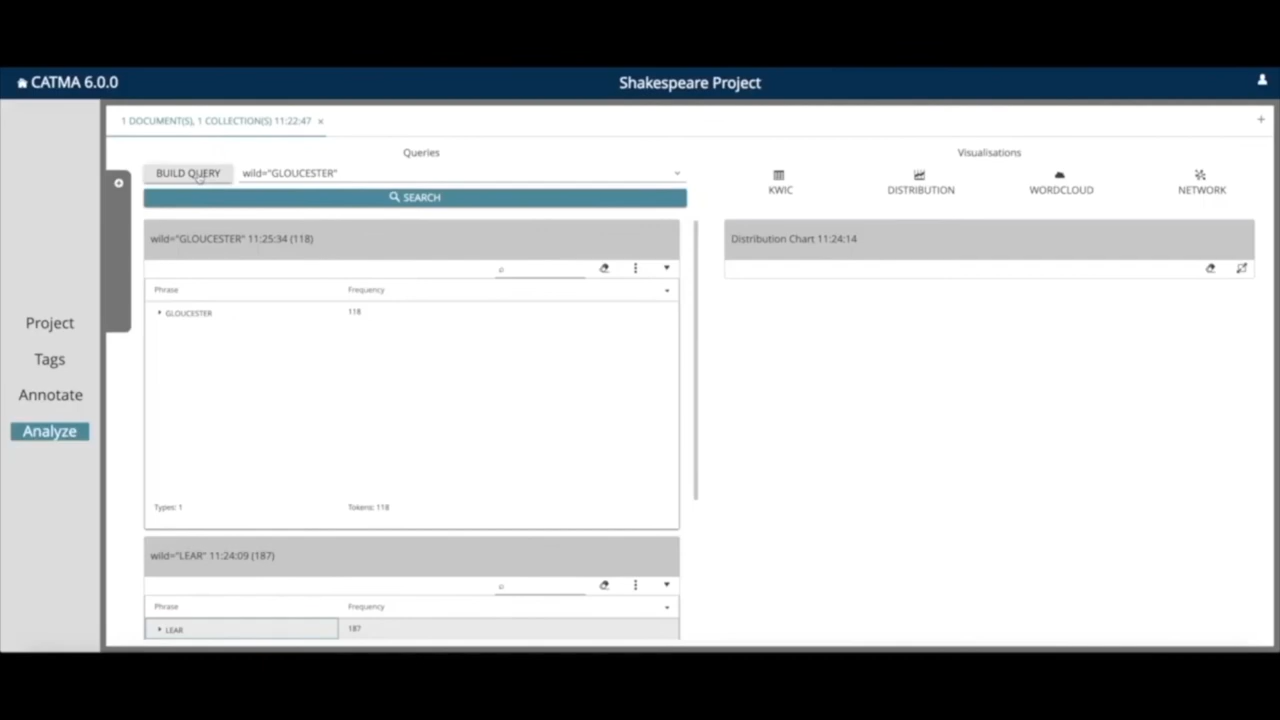 CATMA 6.0.0
Shakespeare Project
1 DOCUMENT(S), 1 COLLECTION(S) 11:22:47
Queries
BUILD QUERY
wild="GLOUCESTER"
SEARCH
wild="GLOUCESTER" 11:25:34 (118)
Phrase Frequency
GLOUCESTER 118
Types: 1 Tokens: 118
wild="LEAR" 11:24:09 (187)
Phrase Frequency
LEAR 187
Visualisations
KWIC DISTRIBUTION WORDCLOUD NETWORK
Distribution Chart 11:24:14
Project
Tags
Annotate
Analyze